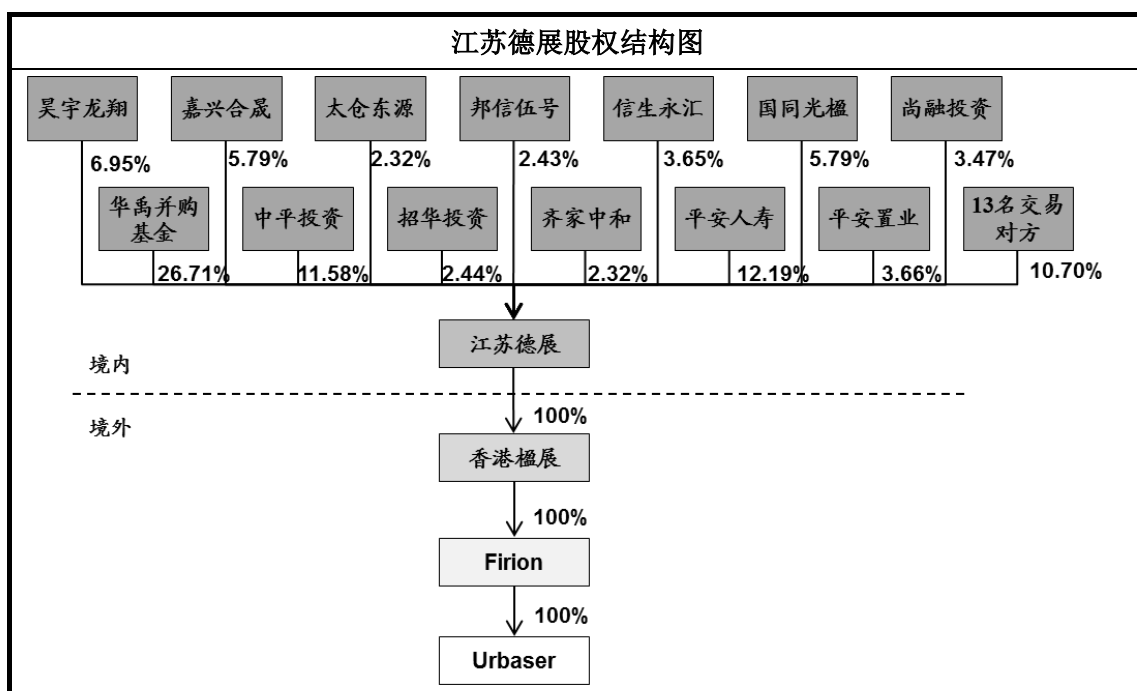 江苏德展股权结构图
昊宇龙翔
嘉兴合晟
太仓东源
邦信伍号
信生永汇
国同光楹
尚融投资
6.95%
5.79%
2.32%
2.43%
3.65%
5.79%
3.47%
华禹并购
基金
中平投资
招华投资
齐家中和
平安人寿
平安置业
13名交易
对方
26.71%
11.58%
2.44%
2.32%
12.19%
3.66%
10.70%
江苏德展
境内
境外
100%
香港楹展
100%
Firion
100%
Urbaser